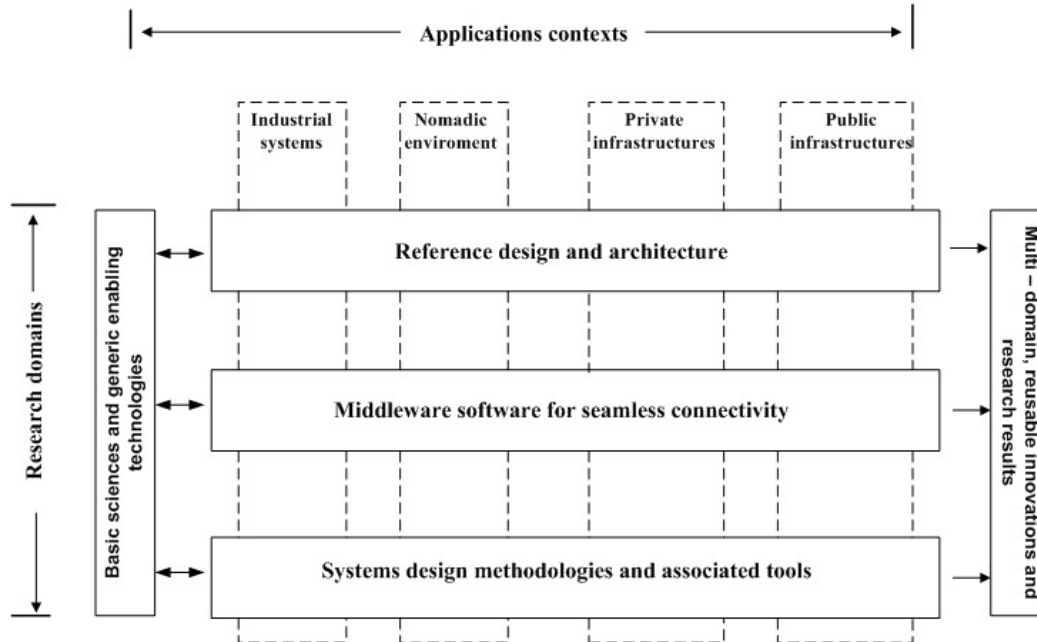 Applications contexts
Industrial
systems
Nomadic
enviroment
Private
infrastructures
Public
infrastructures
Research domains
Basic sciences and generic enabling
technologies
Reference design and architecture
Middleware software for seamless connectivity
Systems design methodologies and associated tools
Multi – domain, reusable innovations and
research results